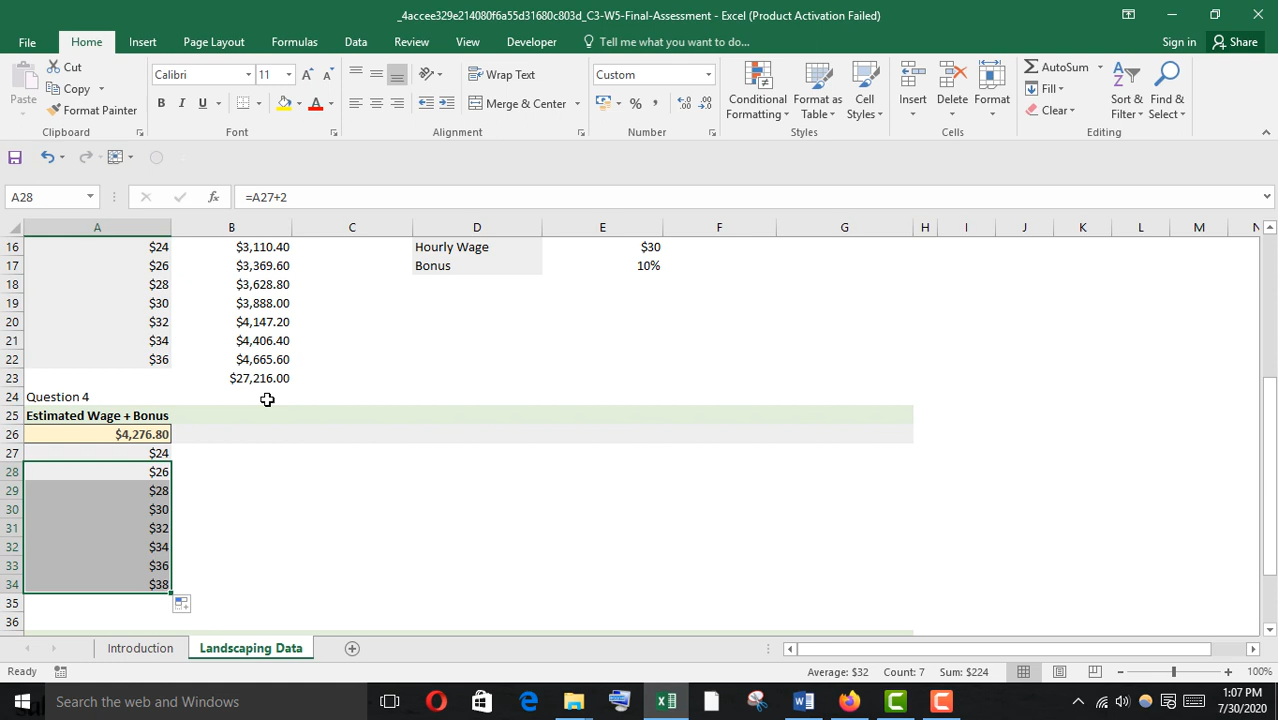 _4accee329e214080f6a55d31680c803d_C3-W5-Final-Assessment - Excel (Product Activation Failed)
File Home Insert Page Layout Formulas Data Review View Developer Tell me what you want to do... Sign in Share
Paste Cut Copy Format Painter Clipboard
Calibri 11 B I U A Font
Wrap Text Merge & Center Alignment
Custom % , Number
Conditional Formatting Format as Table Cell Styles Styles
Insert Delete Format Cells
AutoSum Fill Clear Sort & Filter Find & Select Editing
A28 fx =A27+2
A B C D E F G H I J K L M N
16 $24 $3,110.40 Hourly Wage $30
17 $26 $3,369.60 Bonus 10%
18 $28 $3,628.80
19 $30 $3,888.00
20 $32 $4,147.20
21 $34 $4,406.40
22 $36 $4,665.60
23 $27,216.00
24 Question 4
25 Estimated Wage + Bonus
26 $4,276.80
27 $24
28 $26
29 $28
30 $30
31 $32
32 $34
33 $36
34 $38
35
36
Introduction Landscaping Data
Ready Average: $32 Count: 7 Sum: $224 100%
Search the web and Windows 1:07 PM
7/30/2020